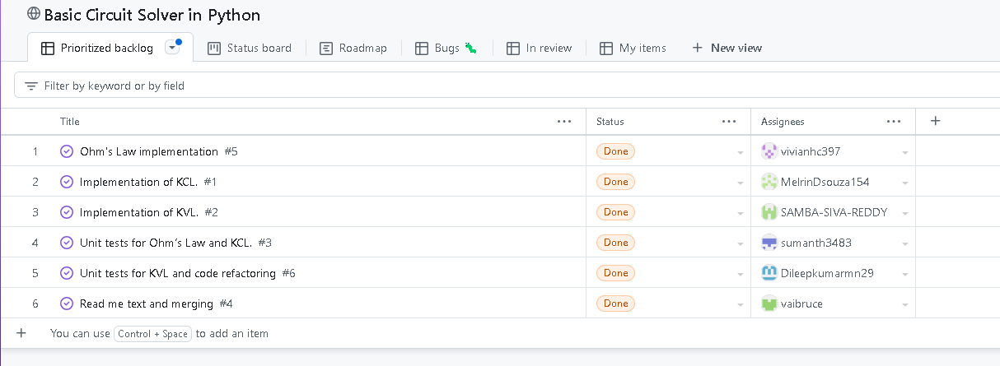 Basic Circuit Solver in Python
Prioritized backlog Status board Roadmap Bugs In review My items + New view
Filter by keyword or by field
Title ... Status ... Assignees ... +
1 Ohm's Law implementation #5 Done vivianhc397
2 Implementation of KCL. #1 Done MelrinDsouza154
3 Implementation of KVL. #2 Done SAMBA-SIVA-REDDY
4 Unit tests for Ohm's Law and KCL. #3 Done sumanth3483
5 Unit tests for KVL and code refactoring #6 Done Dileepkumarmn29
6 Read me text and merging #4 Done vaibruce
+ You can use Control + Space to add an item